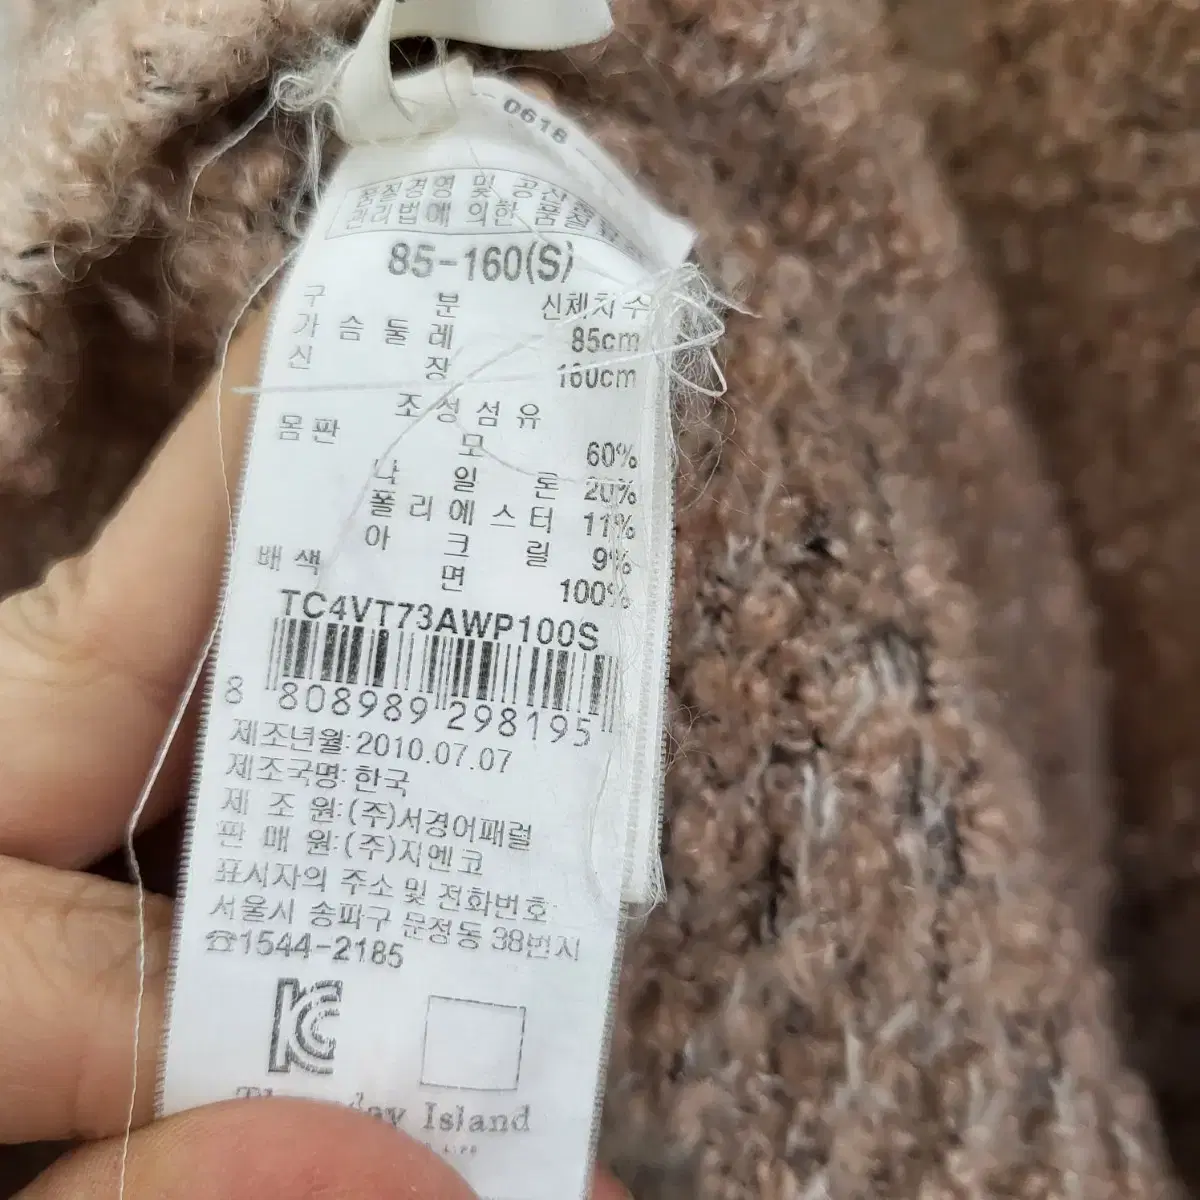 0618
품질경영 및 공산
관리법에 의한 품질
85-160(S)
구 분 신체치수
가 슴 둘 레 85cm
신 장 160cm
조 성 섬 유
몸 판 모 60%
나 일 론 20%
폴 리 에 스 터 11%
아 크 릴 9%
배 색 면 100%
TC4VT73AWP100S
8 808989 298195
제조년월: 2010.07.07
제조국명: 한국
제 조 원: (주)서경어패럴
판 매 원: (주)지엔코
표시자의 주소 및 전화번호
서울시 송파구 문정동 38번지
☎1544-2185
KC
Island